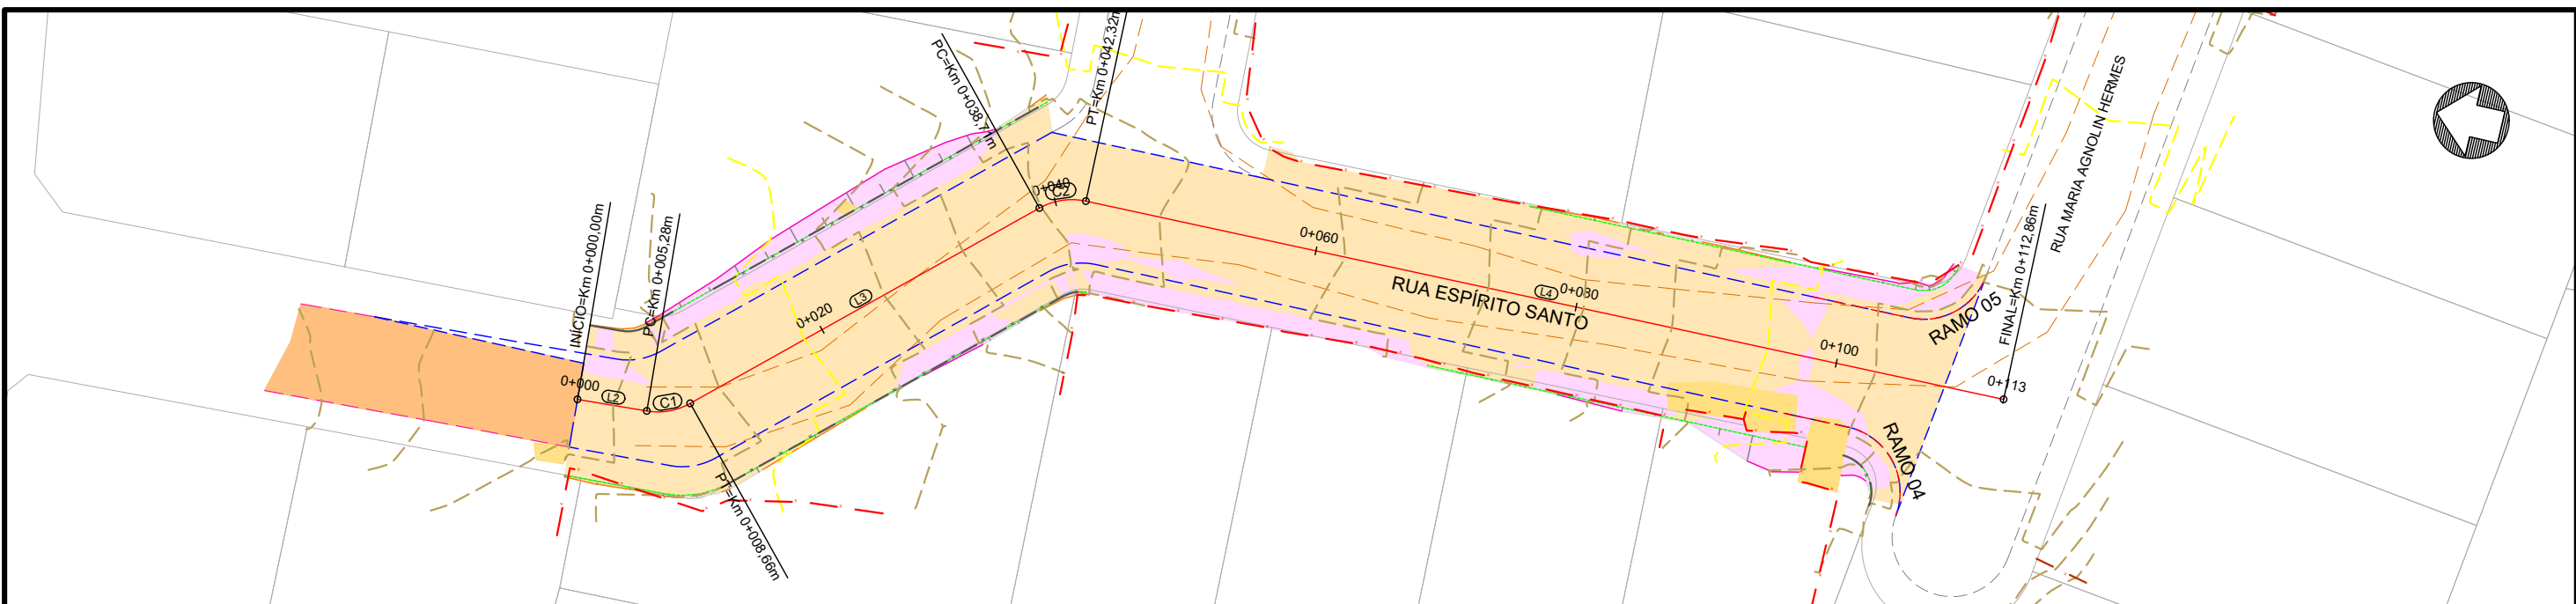 INÍCIO=Km 0+000,00m
PC=Km 0+005,28m
PT=Km 0+008,66m
PC=Km 0+038,71m
PT=Km 0+042,32m
FINAL=Km 0+112,86m
0+000
L2
C1
0+020
L3
0+040
C2
0+060
L4
0+080
0+100
0+113
RUA ESPÍRITO SANTO
RAMO 05
RAMO 04
RUA MARIA AGNOLIN HERMES